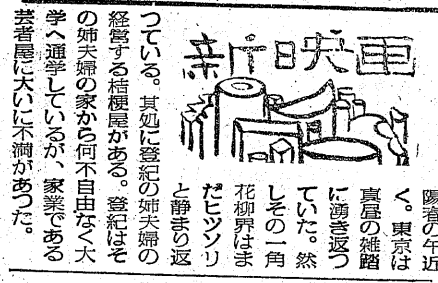 新片映画
陽春の午近
く。東京は
真昼の雑踏
に湧き返つ
ていた。然
しその一角
花柳界はま
だヒツソリ
と静まり返
つている。其処に登紀の姉夫婦の
経営する桔梗屋がある。登紀はそ
の姉夫婦の家から何不自由なく大
学へ通学しているが、家業である
芸者屋に大いに不満があつた。